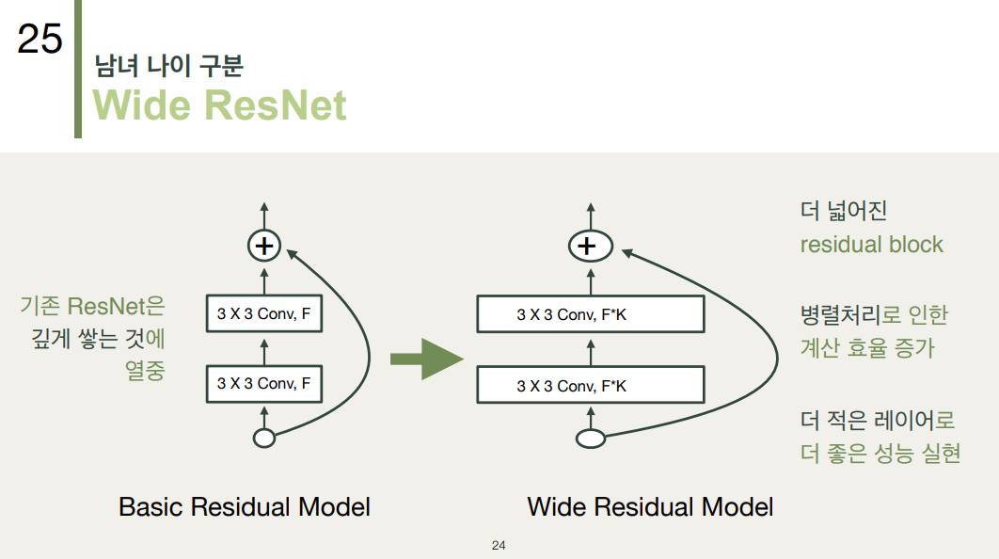 25
남녀 나이 구분
Wide ResNet
기존 ResNet은
깊게 쌓는 것에
열중
+
3 X 3 Conv, F
3 X 3 Conv, F
Basic Residual Model
+
3 X 3 Conv, F*K
3 X 3 Conv, F*K
Wide Residual Model
더 넓어진
residual block
병렬처리로 인한
계산 효율 증가
더 적은 레이어로
더 좋은 성능 실현
24